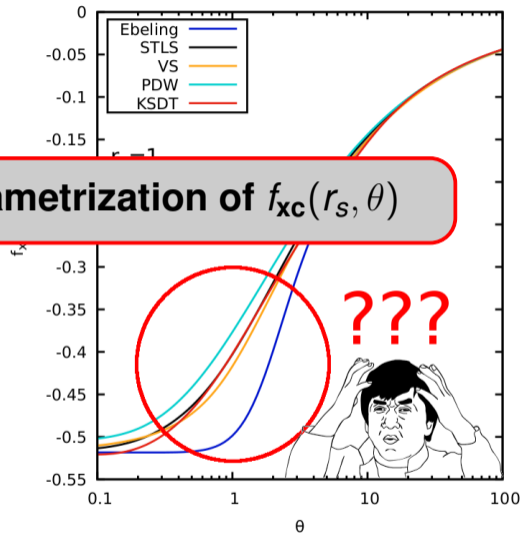 0
-0.05
-0.1
-0.15
-0.3
-0.35
-0.4
-0.45
-0.5
-0.55
Ebeling
STLS
VS
PDW
KSDT
ametrization of fxc(rs, θ)
???
0.1
1
10
100
θ